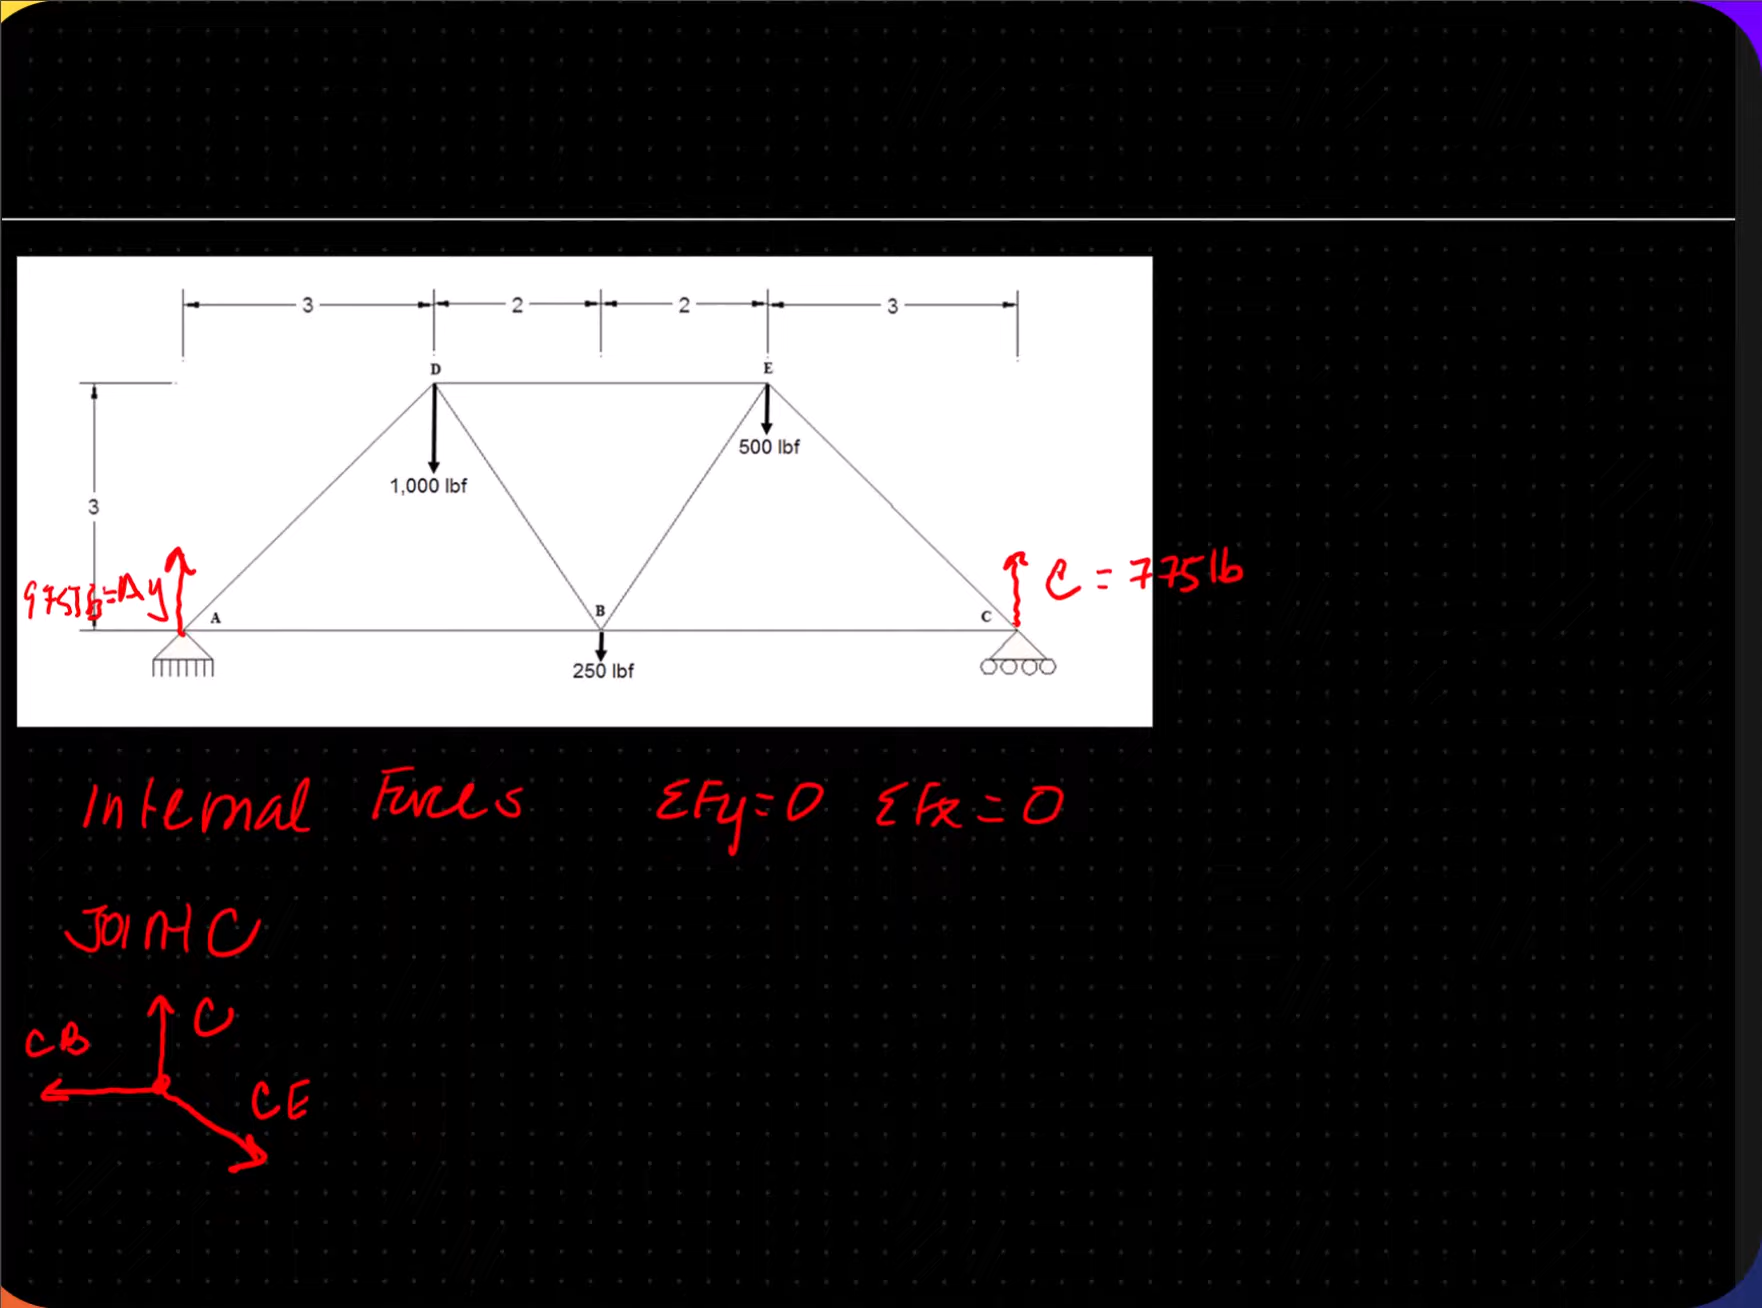 3 2 2 3
D E
500 lbf
1,000 lbf
3
975lb=Ay C = 775lb
A B C
250 lbf
Internal Forces ΣFy=0 ΣFx=0
Joint C
C
CB
CE